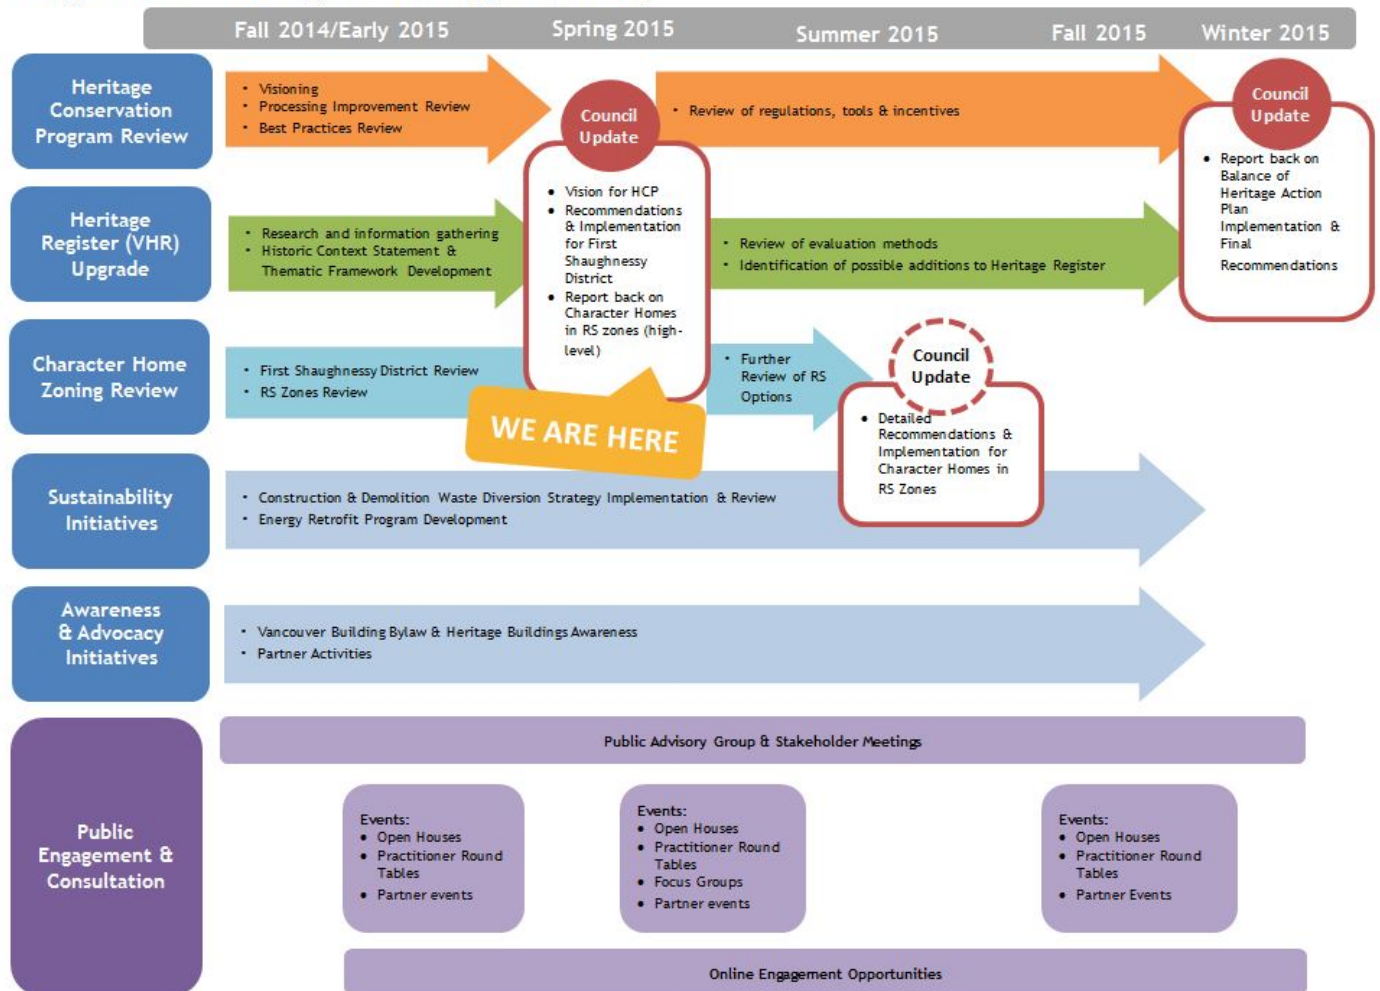 Fall 2014/Early 2015
Spring 2015
Summer 2015
Fall 2015
Winter 2015
Heritage
Conservation
Program Review
• Visioning
• Processing Improvement Review
• Best Practices Review
Council
Update
• Review of regulations, tools & incentives
Council
Update
• Vision for HCP
• Recommendations
& Implementation
for First
Shaughnessy
District
• Report back on
Character Homes
in RS zones (high-
level)
• Report back on
Balance of
Heritage Action
Plan
Implementation &
Final
Recommendations
Heritage
Register (VHR)
Upgrade
• Research and information gathering
• Historic Context Statement &
Thematic Framework Development
• Review of evaluation methods
• Identification of possible additions to Heritage Register
Character Home
Zoning Review
• First Shaughnessy District Review
• RS Zones Review
WE ARE HERE
• Further
Review of RS
Options
Council
Update
• Detailed
Recommendations &
Implementation for
Character Homes in
RS Zones
Sustainability
Initiatives
• Construction & Demolition Waste Diversion Strategy Implementation & Review
• Energy Retrofit Program Development
Awareness
& Advocacy
Initiatives
• Vancouver Building Bylaw & Heritage Buildings Awareness
• Partner Activities
Public
Engagement &
Consultation
Public Advisory Group & Stakeholder Meetings
Events:
• Open Houses
• Practitioner Round
Tables
• Partner events
Events:
• Open Houses
• Practitioner Round
Tables
• Focus Groups
• Partner events
Events:
• Open Houses
• Practitioner Round
Tables
• Partner Events
Online Engagement Opportunities